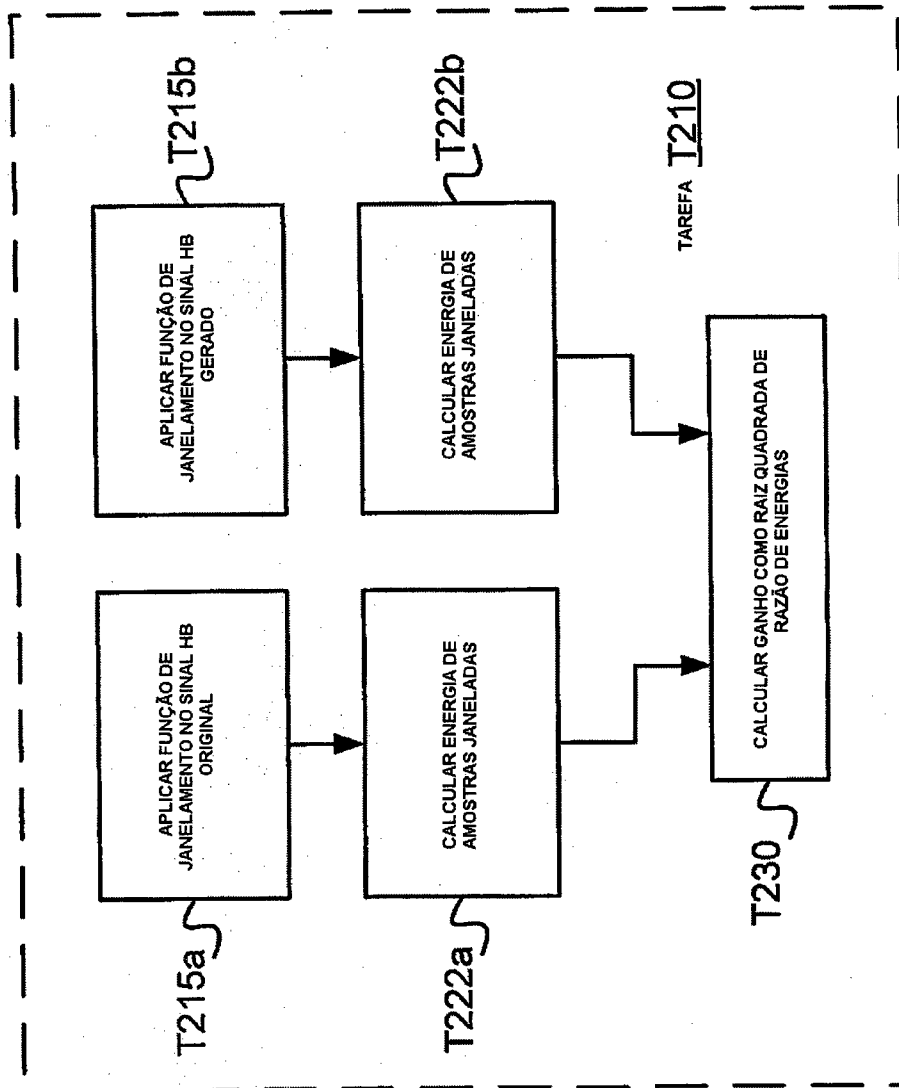 T215a
APLICAR FUNÇÃO DE
JANELAMENTO NO SINAL HB
ORIGINAL
APLICAR FUNÇÃO DE
JANELAMENTO NO SINAL HB
GERADO
T215b
T222a
CALCULAR ENERGIA DE
AMOSTRAS JANELADAS
CALCULAR ENERGIA DE
AMOSTRAS JANELADAS
T222b
T230
CALCULAR GANHO COMO RAIZ QUADRADA DE
RAZÃO DE ENERGIAS
TAREFA T210